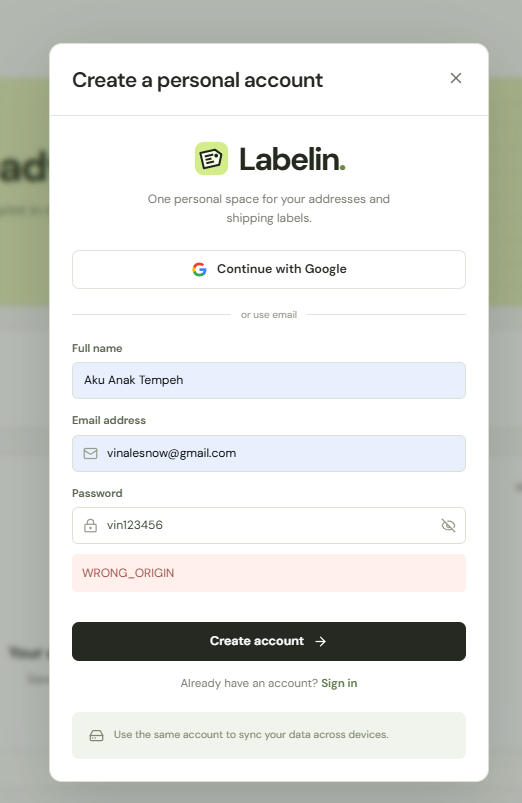 Create a personal account
Labelin.
One personal space for your addresses and
shipping labels.
Continue with Google
or use email
Full name
Aku Anak Tempeh
Email address
vinalesnow@gmail.com
Password
vin123456
WRONG_ORIGIN
Create account →
Already have an account? Sign in
Use the same account to sync your data across devices.